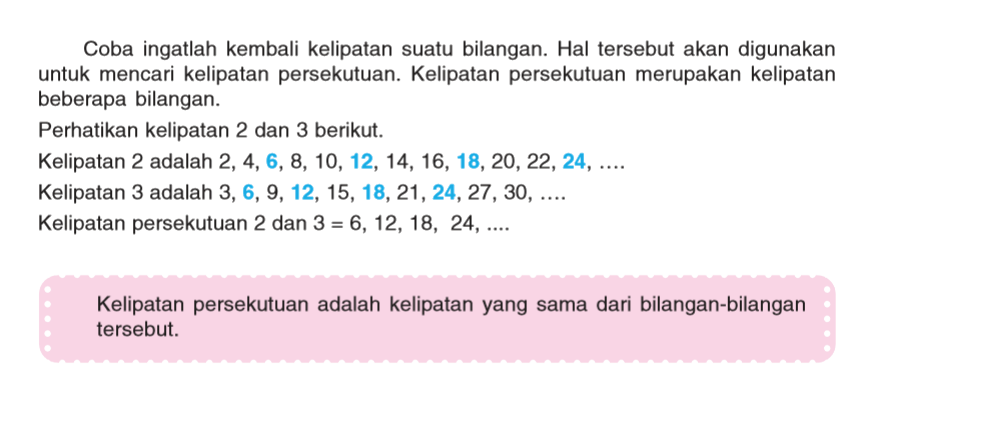 Coba ingatlah kembali kelipatan suatu bilangan. Hal tersebut akan digunakan
untuk mencari kelipatan persekutuan. Kelipatan persekutuan merupakan kelipatan
beberapa bilangan.
Perhatikan kelipatan 2 dan 3 berikut.
Kelipatan 2 adalah 2, 4, 6, 8, 10, 12, 14, 16, 18, 20, 22, 24, ....
Kelipatan 3 adalah 3, 6, 9, 12, 15, 18, 21, 24, 27, 30, ....
Kelipatan persekutuan 2 dan 3 = 6, 12, 18, 24, ....
Kelipatan persekutuan adalah kelipatan yang sama dari bilangan-bilangan
tersebut.